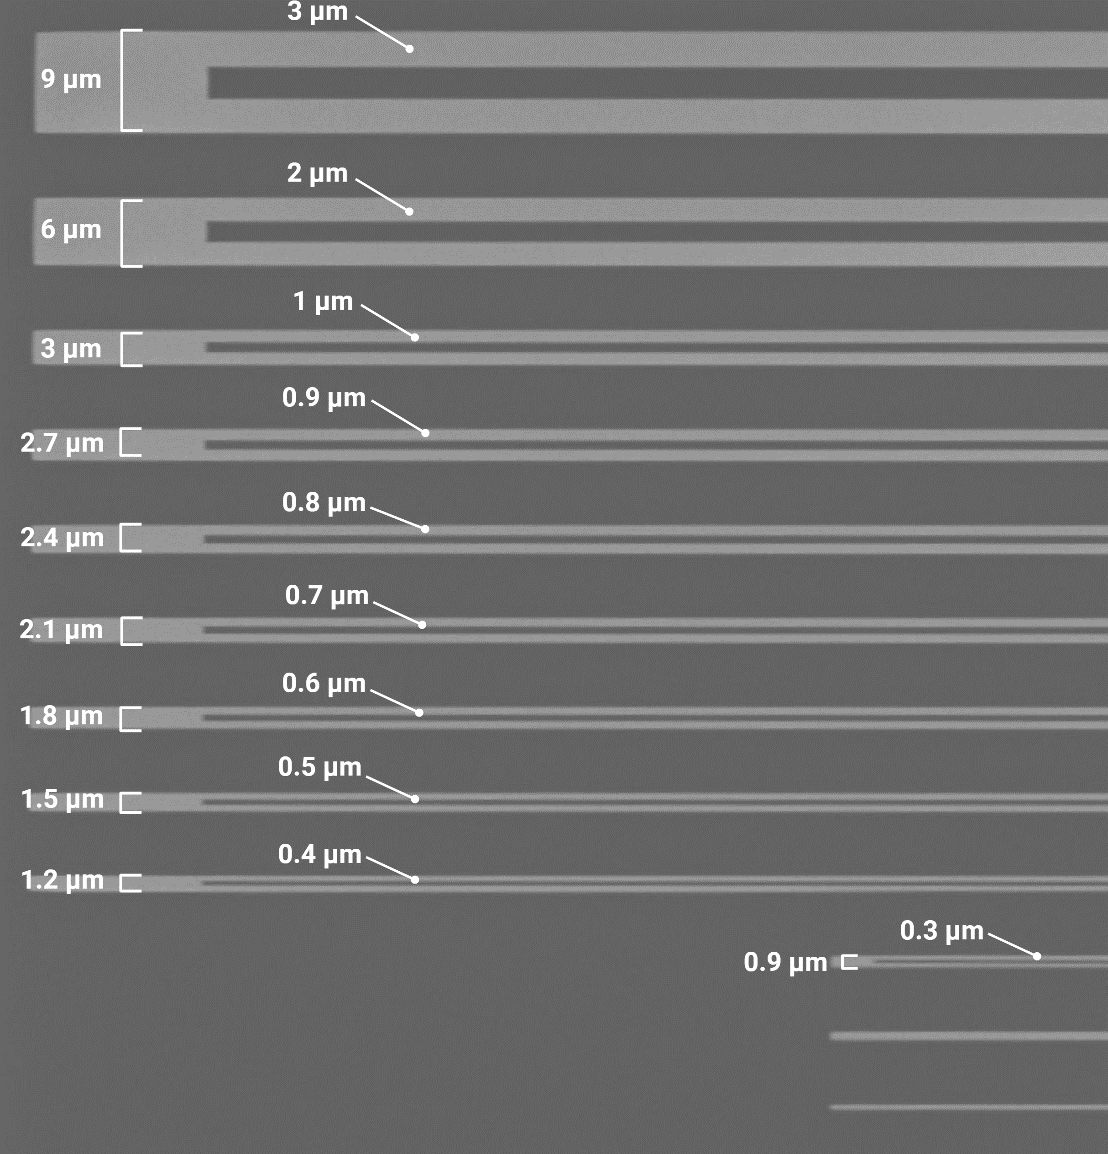 3 µm
9 µm
2 µm
6 µm
1 µm
3 µm
0.9 µm
2.7 µm
0.8 µm
2.4 µm
0.7 µm
2.1 µm
0.6 µm
1.8 µm
0.5 µm
1.5 µm
0.4 µm
1.2 µm
0.3 µm
0.9 µm